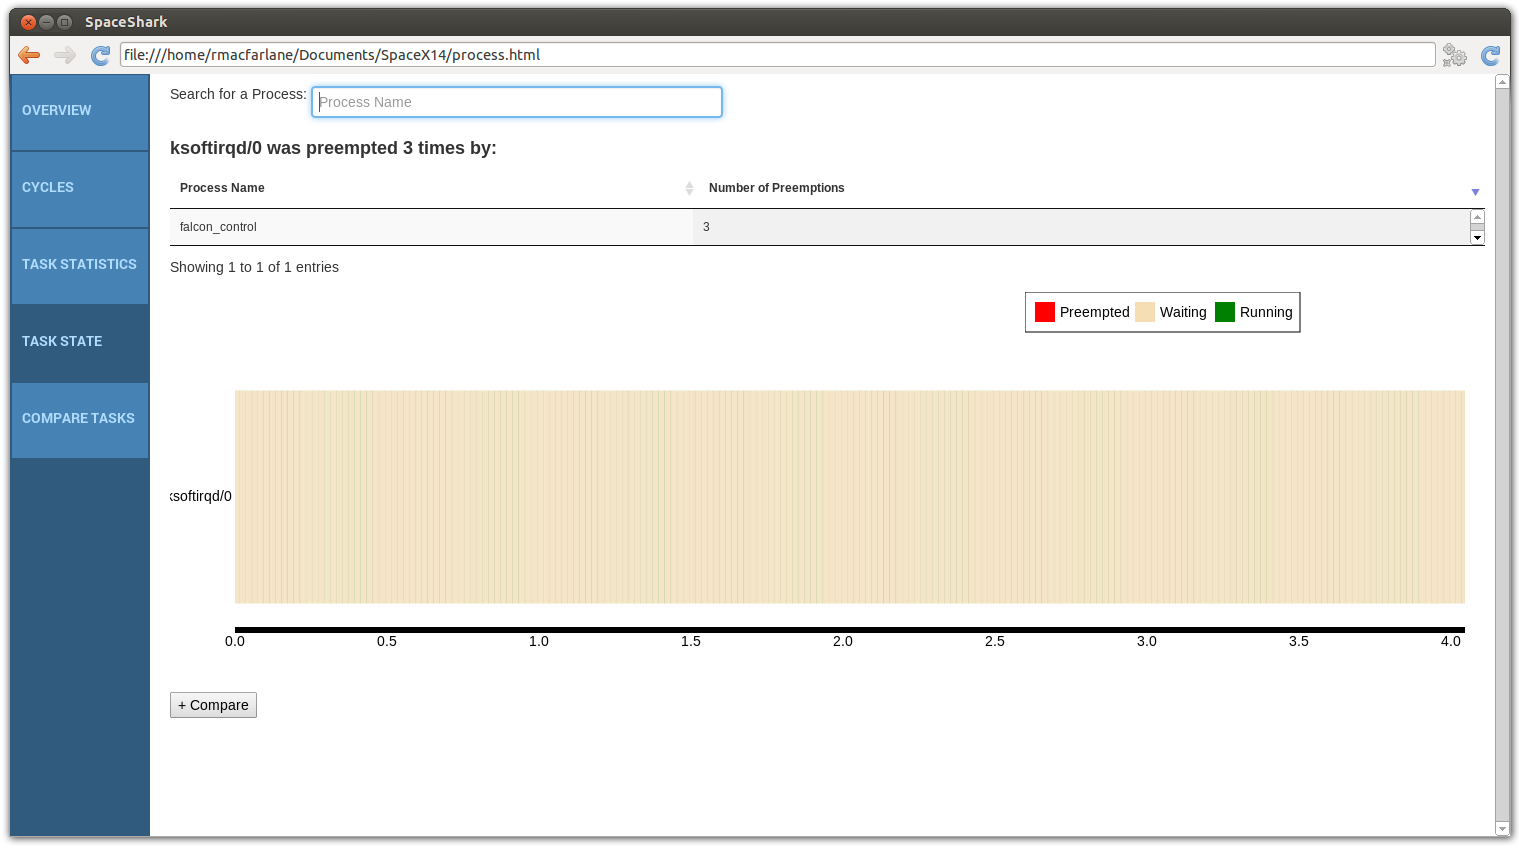 SpaceShark
file:///home/rmacfarlane/Documents/SpaceX14/process.html
OVERVIEW
CYCLES
TASK STATISTICS
TASK STATE
COMPARE TASKS
Search for a Process: Process Name
ksoftirqd/0 was preempted 3 times by:
Process Name Number of Preemptions
falcon_control 3
Showing 1 to 1 of 1 entries
Preempted Waiting Running
ksoftirqd/0
0.0 0.5 1.0 1.5 2.0 2.5 3.0 3.5 4.0
+ Compare